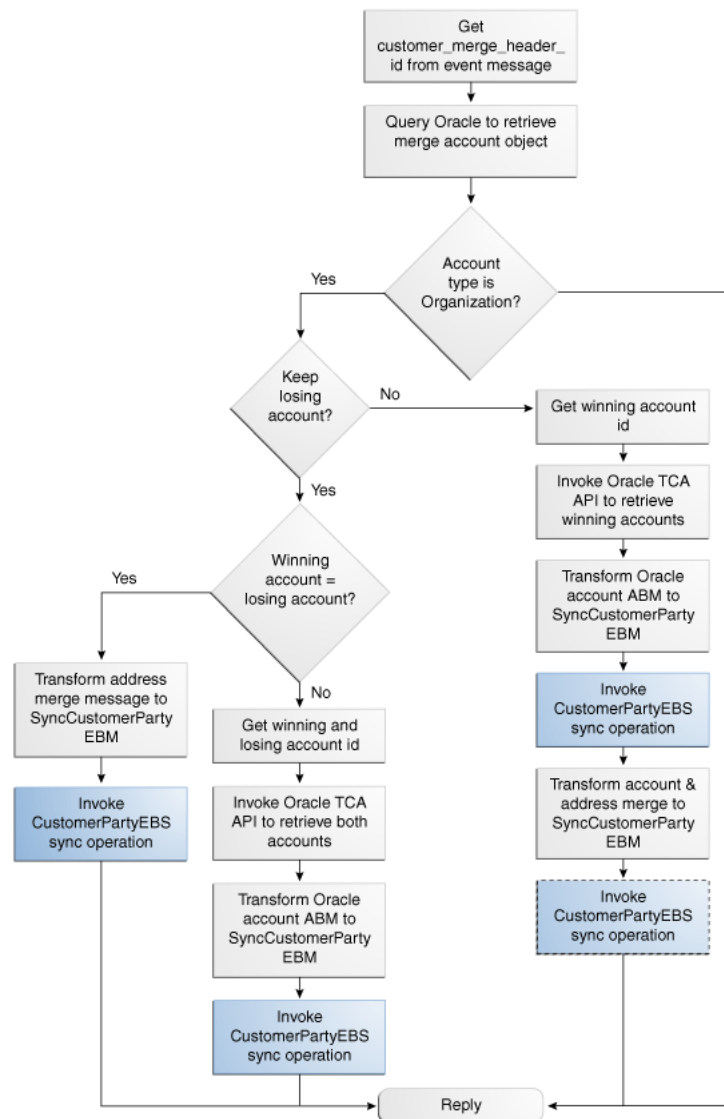 Get
customer_merge_header_
id from event message
Query Oracle to retrieve
merge account object
Account
type is
Organization?
Yes
Keep
losing
account?
No
Get winning account
id
Yes
Invoke Oracle TCA
API to retrieve
winning accounts
Winning
account =
losing account?
Yes
Transform Oracle
account ABM to
SyncCustomerParty
EBM
Transform address
merge message to
SyncCustomerParty
EBM
No
Invoke
CustomerPartyEBS
sync operation
Get winning and
losing account id
Invoke
CustomerPartyEBS
sync operation
Invoke Oracle TCA
API to retrieve both
accounts
Transform account &
address merge to
SyncCustomerParty
EBM
Transform Oracle
account ABM to
SyncCustomerParty
EBM
Invoke
CustomerPartyEBS
sync operation
Invoke
CustomerPartyEBS
sync operation
Reply